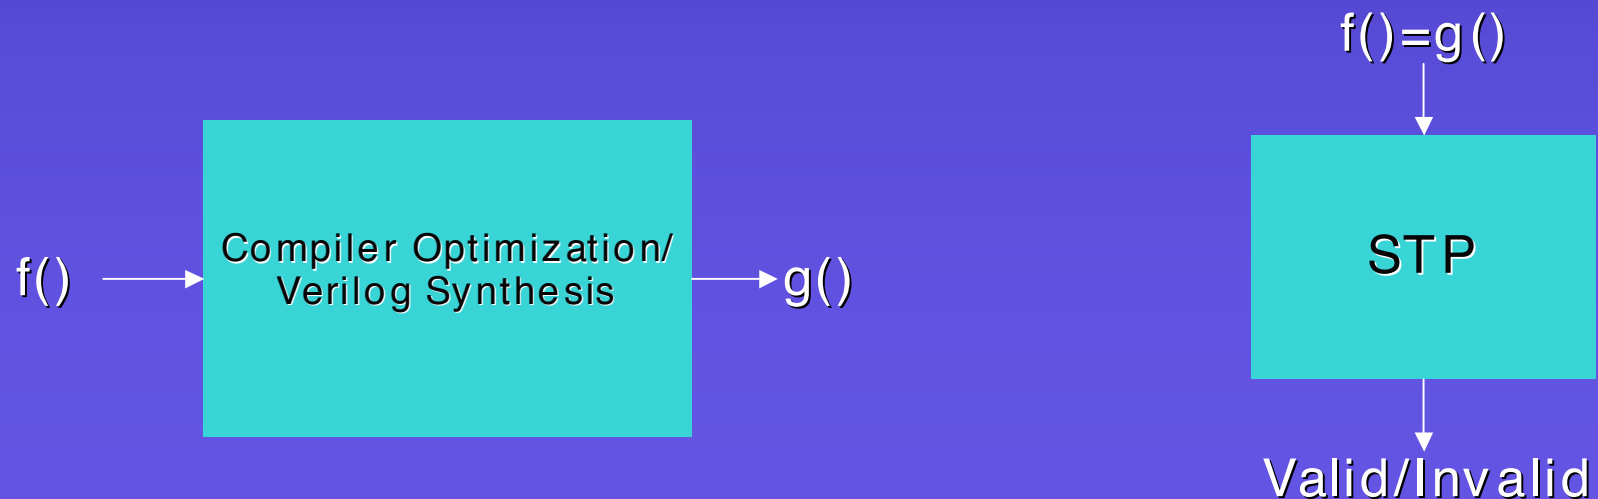 f()
Compiler Optimization/
Verilog Synthesis
g()
f()=g()
STP
Valid/Invalid